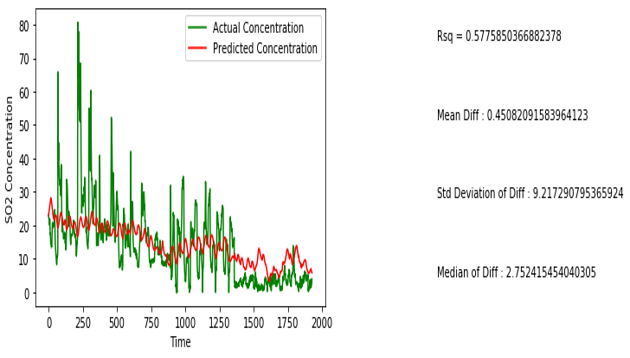 Actual Concentration
Predicted Concentration
SO2 Concentration
80
70
60
50
40
30
20
10
0
0 250 500 750 1000 1250 1500 1750 2000
Time
Rsq = 0.5775850366882378
Mean Diff : 0.45082091583964123
Std Deviation of Diff : 9.217290795365924
Median of Diff : 2.752415454040305